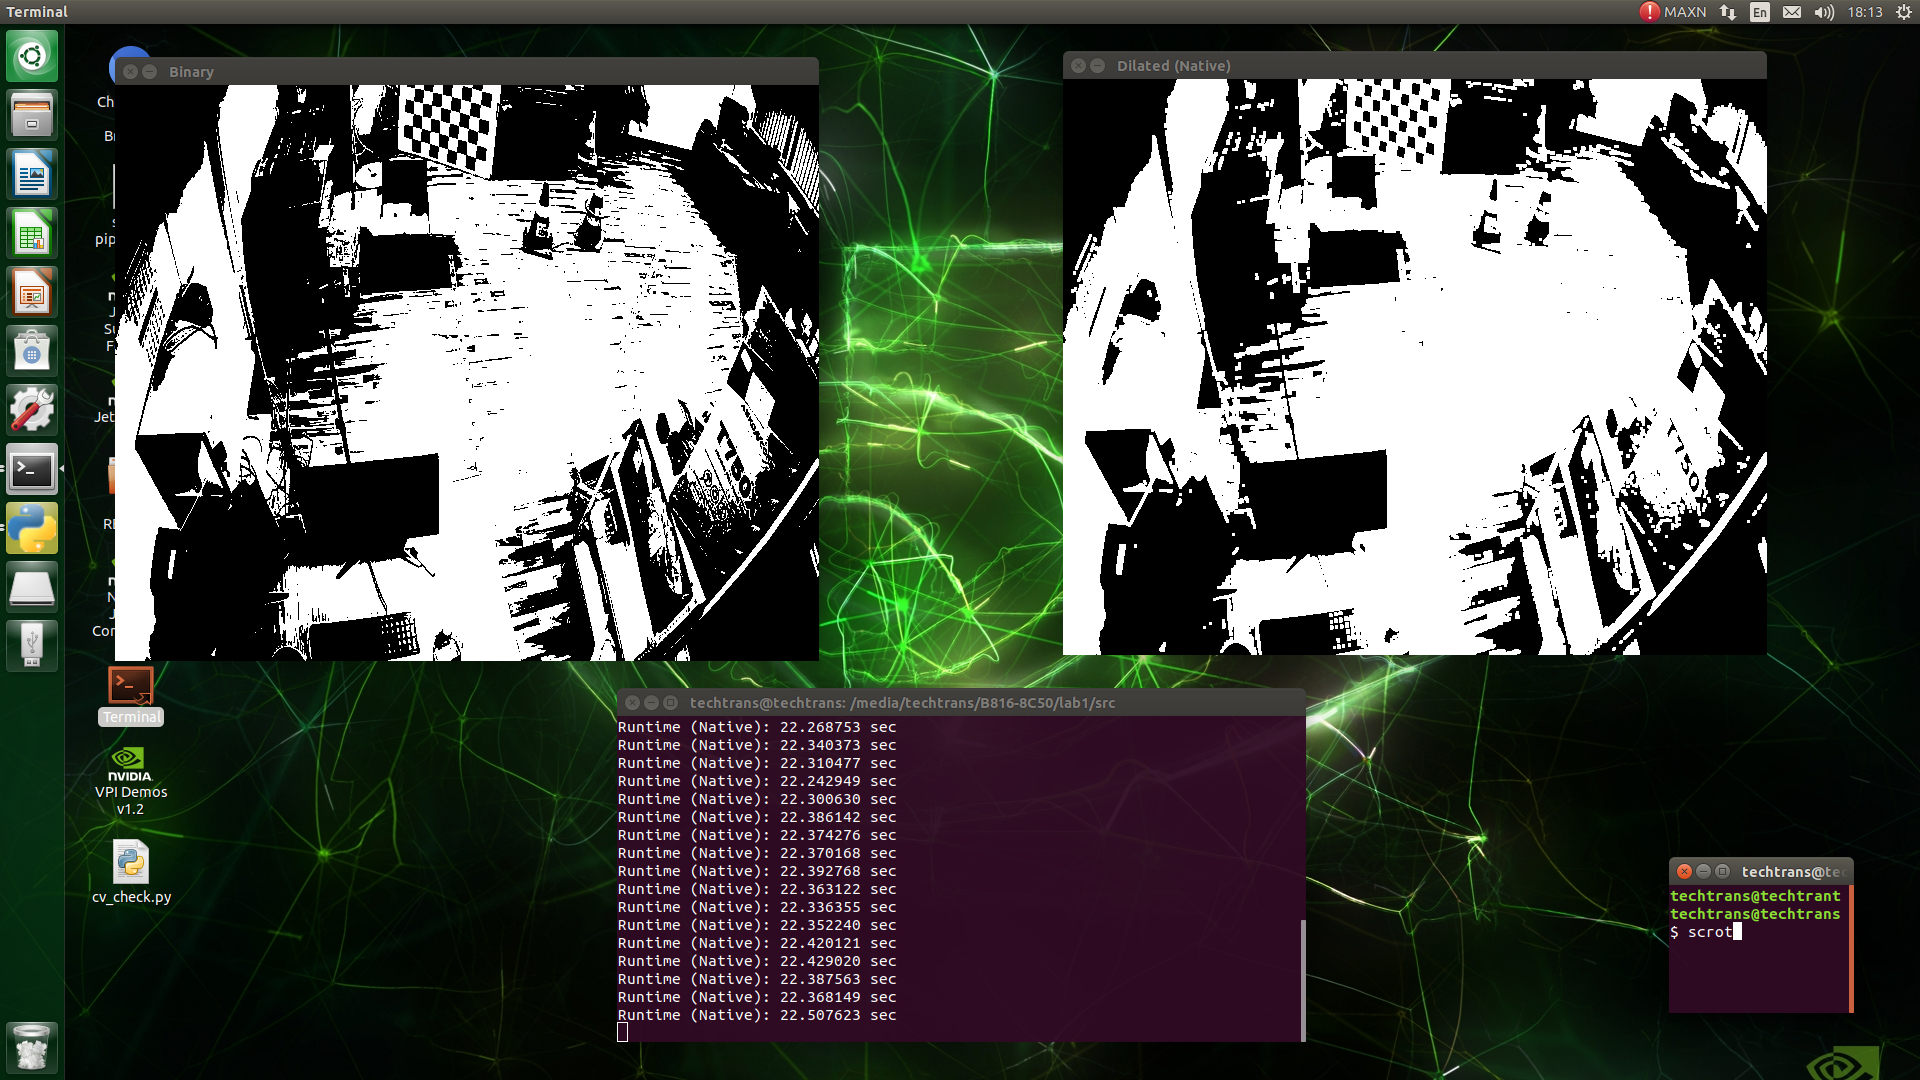 Terminal
MAXN
En
18:13
Binary
Dilated (Native)
Ch
Br
s
pip
J
Su
F
Jet
RE
N
J
Com
Terminal
NVIDIA.
VPI Demos
v1.2
cv_check.py
techtrans@techtrans: /media/techtrans/B816-8C50/lab1/src
Runtime (Native): 22.268753 sec
Runtime (Native): 22.340373 sec
Runtime (Native): 22.310477 sec
Runtime (Native): 22.242949 sec
Runtime (Native): 22.300630 sec
Runtime (Native): 22.386142 sec
Runtime (Native): 22.374276 sec
Runtime (Native): 22.370168 sec
Runtime (Native): 22.392768 sec
Runtime (Native): 22.363122 sec
Runtime (Native): 22.336355 sec
Runtime (Native): 22.352240 sec
Runtime (Native): 22.420121 sec
Runtime (Native): 22.429020 sec
Runtime (Native): 22.387563 sec
Runtime (Native): 22.368149 sec
Runtime (Native): 22.507623 sec
techtrans@tec
techtrans@techtrant
techtrans@techtrans
$ scrot